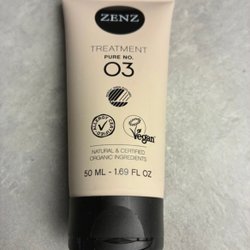 ZENZ
TREATMENT
PURE NO.
03
Vegan
NATURAL & CERTIFIED
ORGANIC INGREDIENTS
50 ML - 1.69 FL OZ